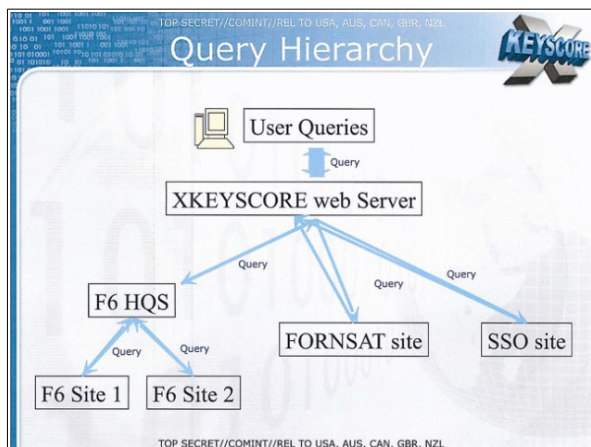 TOP SECRET//COMINT//REL TO USA, AUS, CAN, GBR, NZL
Query Hierarchy
X
KEYSCORE
User Queries
Query
XKEYSCORE web Server
Query
Query
Query
F6 HQS
FORNSAT site
SSO site
Query
Query
F6 Site 1
F6 Site 2
TOP SECRET//COMINT//REL TO USA, AUS, CAN, GBR, NZL